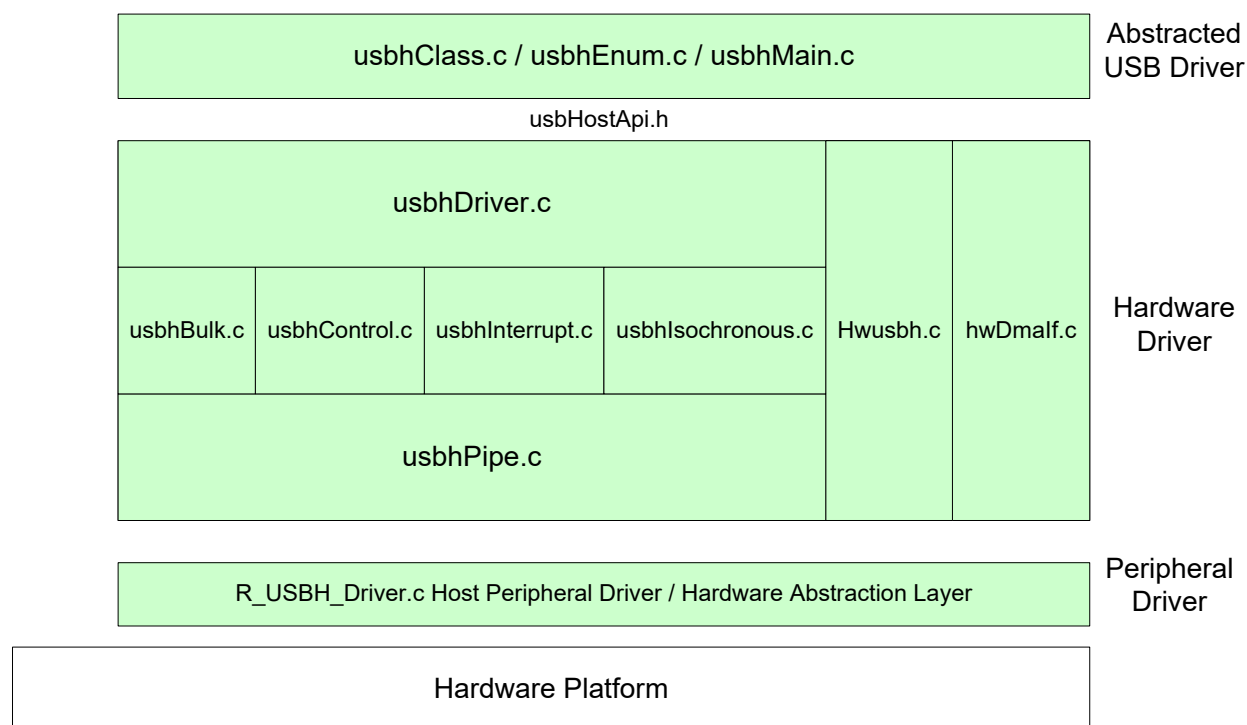 usbhClass.c / usbhEnum.c / usbhMain.c
Abstracted
USB Driver
usbHostApi.h
usbhDriver.c
usbhBulk.c
usbhControl.c
usbhInterrupt.c
usbhIsochronous.c
Hwusbh.c
hwDmaIf.c
Hardware
Driver
usbhPipe.c
R_USBH_Driver.c Host Peripheral Driver / Hardware Abstraction Layer
Peripheral
Driver
Hardware Platform